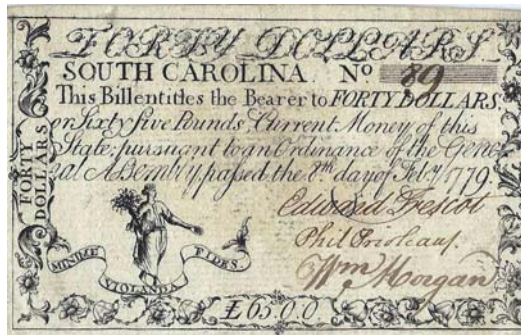 FORTY DOLLARS
SOUTH CAROLINA. No 89
This Bill entitles the Bearer to FORTY DOLLARS,
or Sixty five Pounds, Current Money of this
State, pursuant to an Ordinance of the Gene
ral Assembly, passed the 8th day of Feby 1779.
FORTY DOLLARS
Edward Trescot
Phil Prioleau.
Wm Morgan
MINIME VIOLANDA FIDES.
£65.0.0